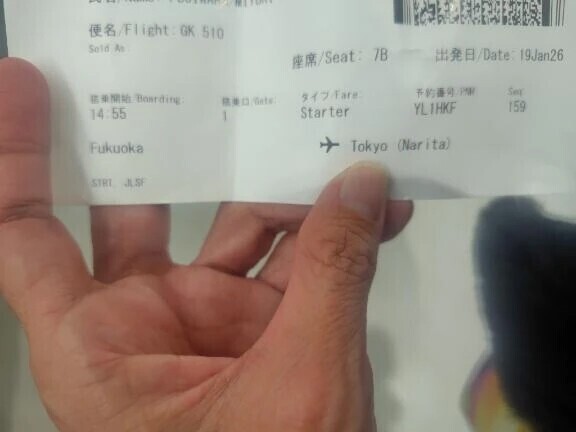 便名/Flight: GK 510
Sold As:
座席/Seat: 7B 出発日/Date: 19Jan26
搭乗開始/Boarding: 搭乗口/Gate: タイプ/Fare: 予約番号/PNR Seq
14:55 1 Starter YL1HKF 159
Fukuoka ✈ Tokyo (Narita)
STRT, JLSF